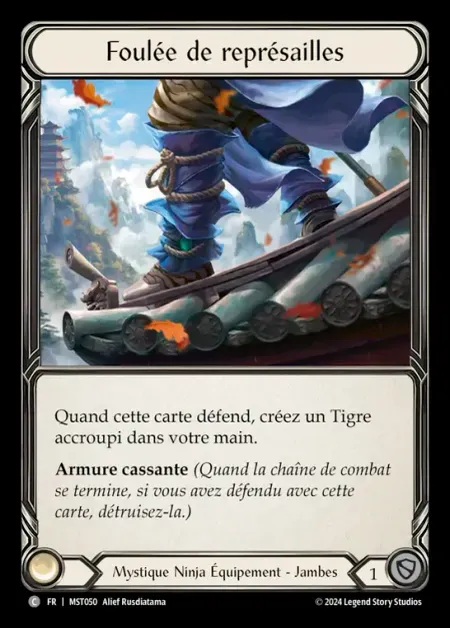 Foulée de représailles
Quand cette carte défend, créez un Tigre
accroupi dans votre main.
Armure cassante (Quand la chaîne de combat
se termine, si vous avez défendu avec cette
carte, détruisez-la.)
Mystique Ninja Équipement - Jambes
1
C FR | MST050 Alief Rusdiatama
© 2024 Legend Story Studios